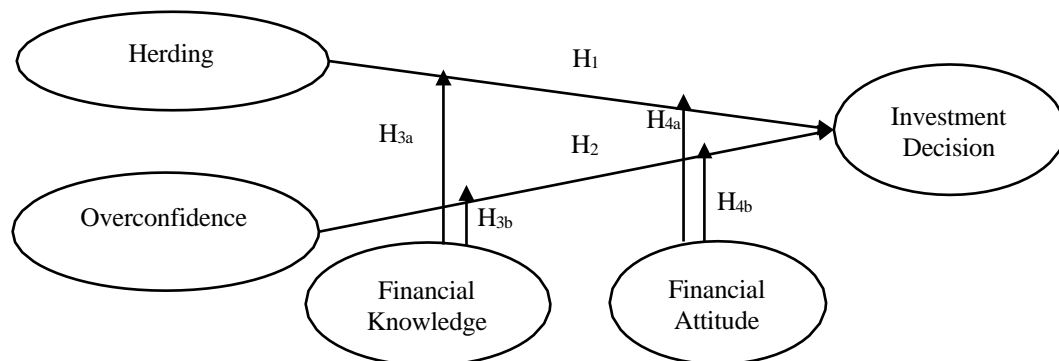 Herding
H1
Investment
Decision
H3a
H4a
H2
Overconfidence
H3b
H4b
Financial
Knowledge
Financial
Attitude